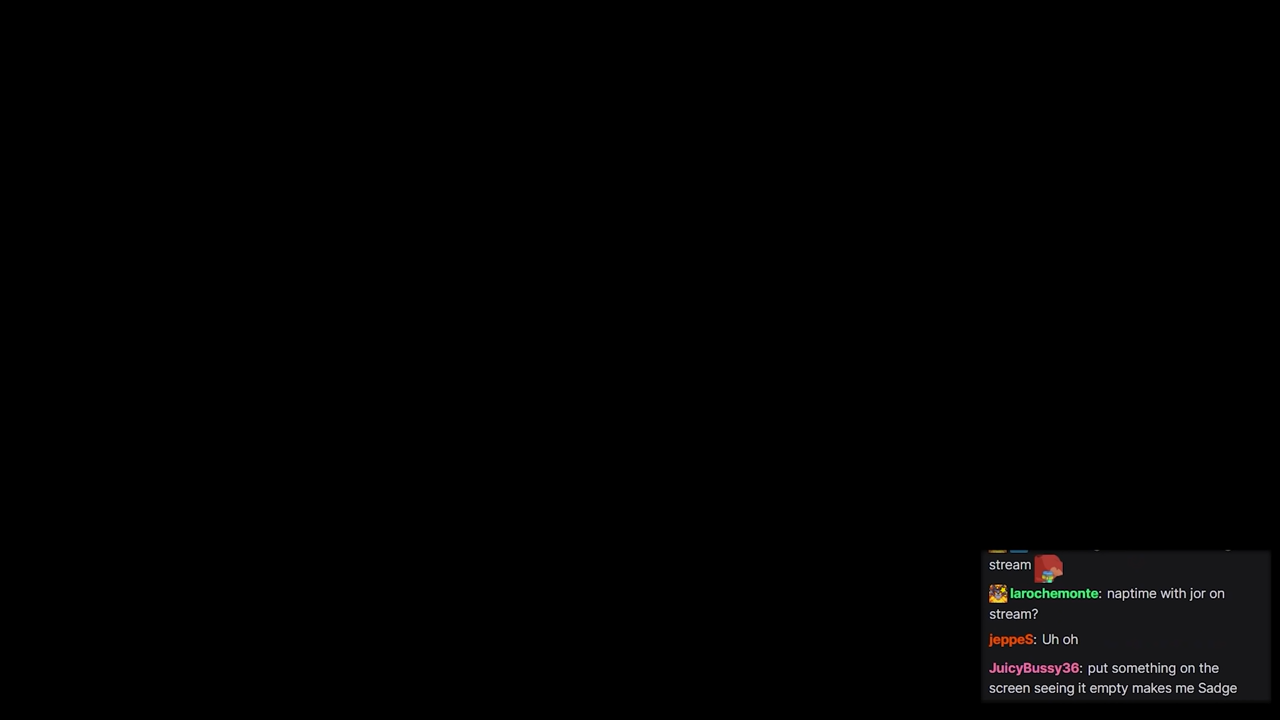 stream
larochemonte: naptime with jor on
stream?
jeppeS: Uh oh
JuicyBussy36: put something on the
screen seeing it empty makes me Sadge